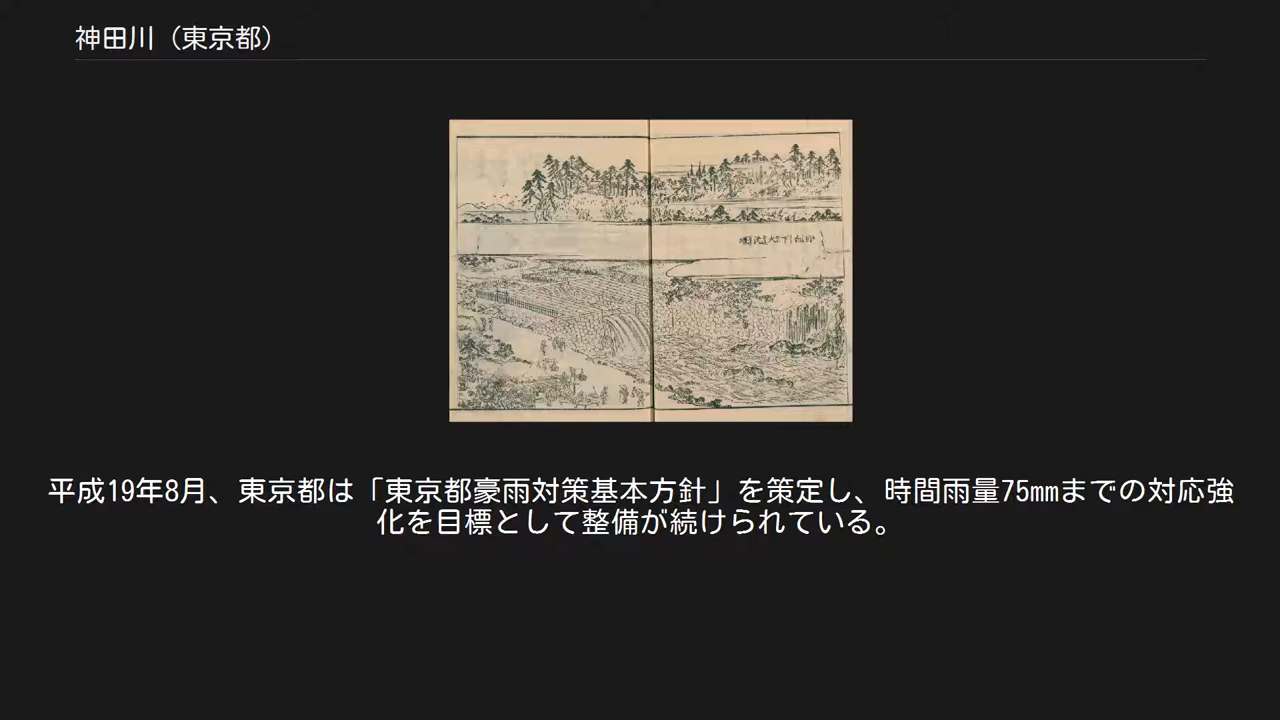 神田川（東京都）
平成19年8月、東京都は「東京都豪雨対策基本方針」を策定し、時間雨量75mmまでの対応強
化を目標として整備が続けられている。